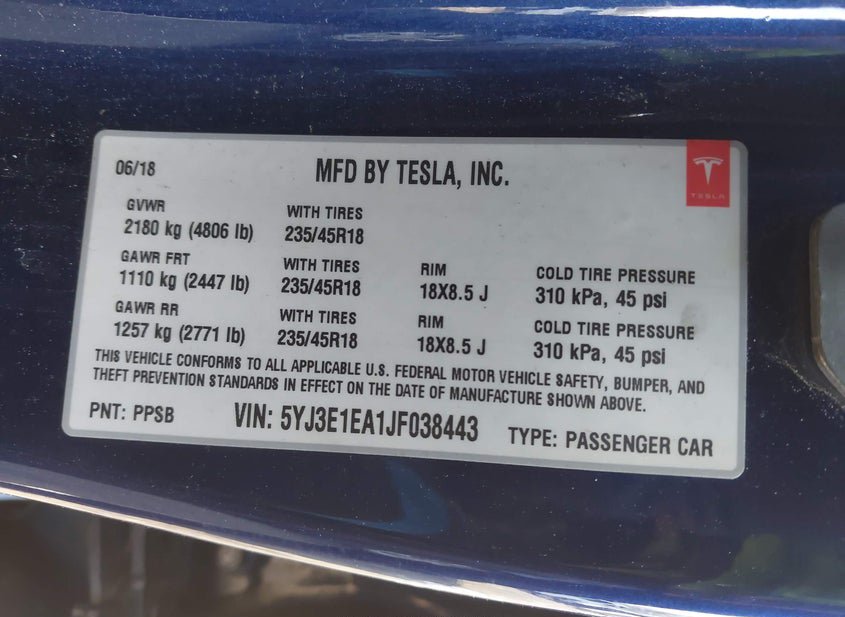 06/18 MFD BY TESLA, INC.
TESLA
GVWR WITH TIRES
2180 kg (4806 lb) 235/45R18
GAWR FRT WITH TIRES RIM COLD TIRE PRESSURE
1110 kg (2447 lb) 235/45R18 18X8.5 J 310 kPa, 45 psi
GAWR RR WITH TIRES RIM COLD TIRE PRESSURE
1257 kg (2771 lb) 235/45R18 18X8.5 J 310 kPa, 45 psi
THIS VEHICLE CONFORMS TO ALL APPLICABLE U.S. FEDERAL MOTOR VEHICLE SAFETY, BUMPER, AND
THEFT PREVENTION STANDARDS IN EFFECT ON THE DATE OF MANUFACTURE SHOWN ABOVE.
PNT: PPSB VIN: 5YJ3E1EA1JF038443 TYPE: PASSENGER CAR